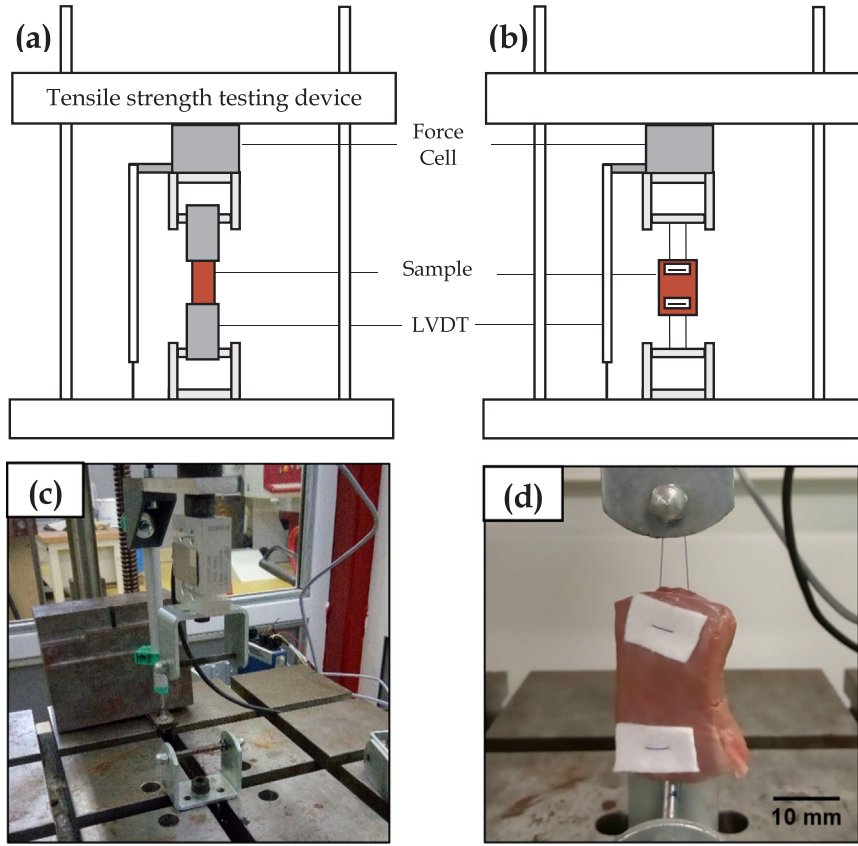 (a)
(b)
Tensile strength testing device
Force
Cell
Sample
LVDT
(c)
(d)
10 mm